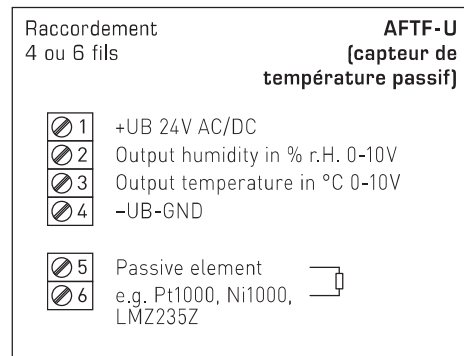 Raccordement
4 ou 6 fils
AFTF-U
(capteur de
température passif)
1 +UB 24V AC/DC
2 Output humidity in % r.H. 0-10V
3 Output temperature in °C 0-10V
4 –UB-GND
5 Passive element
6 e.g. Pt1000, Ni1000,
LMZ235Z